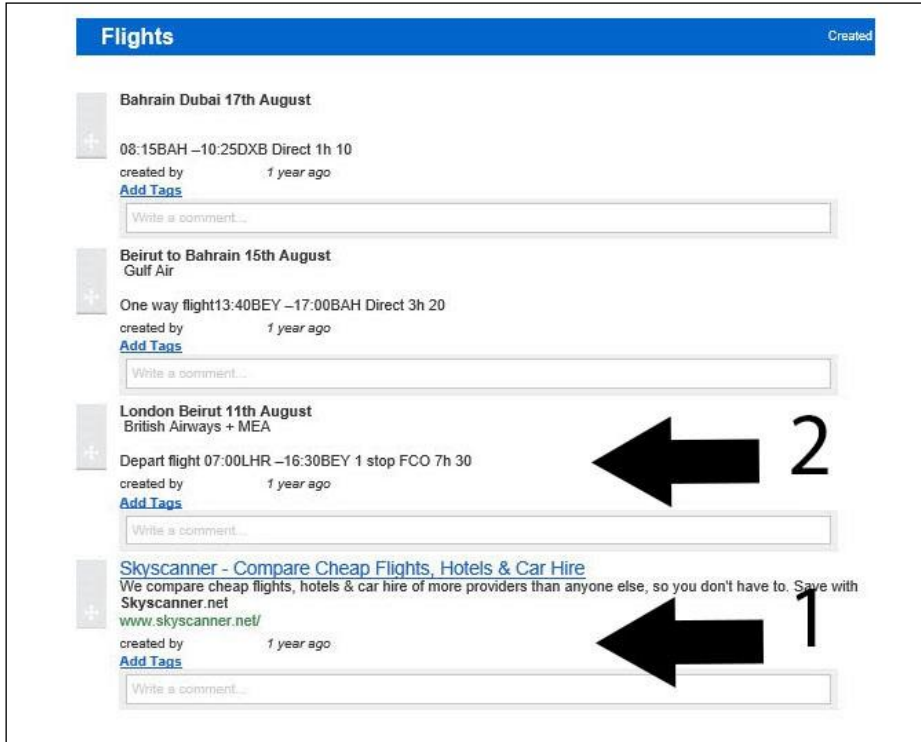 Flights
Created
Bahrain Dubai 17th August
08:15BAH –10:25DXB Direct 1h 10
created by 1 year ago
Add Tags
Write a comment...
Beirut to Bahrain 15th August
Gulf Air
One way flight13:40BEY –17:00BAH Direct 3h 20
created by 1 year ago
Add Tags
Write a comment...
London Beirut 11th August
British Airways + MEA
2
Depart flight 07:00LHR –16:30BEY 1 stop FCO 7h 30
created by 1 year ago
Add Tags
Write a comment...
Skyscanner - Compare Cheap Flights, Hotels & Car Hire
We compare cheap flights, hotels & car hire of more providers than anyone else, so you don't have to. Save with
Skyscanner.net
1
www.skyscanner.net/
created by 1 year ago
Add Tags
Write a comment...